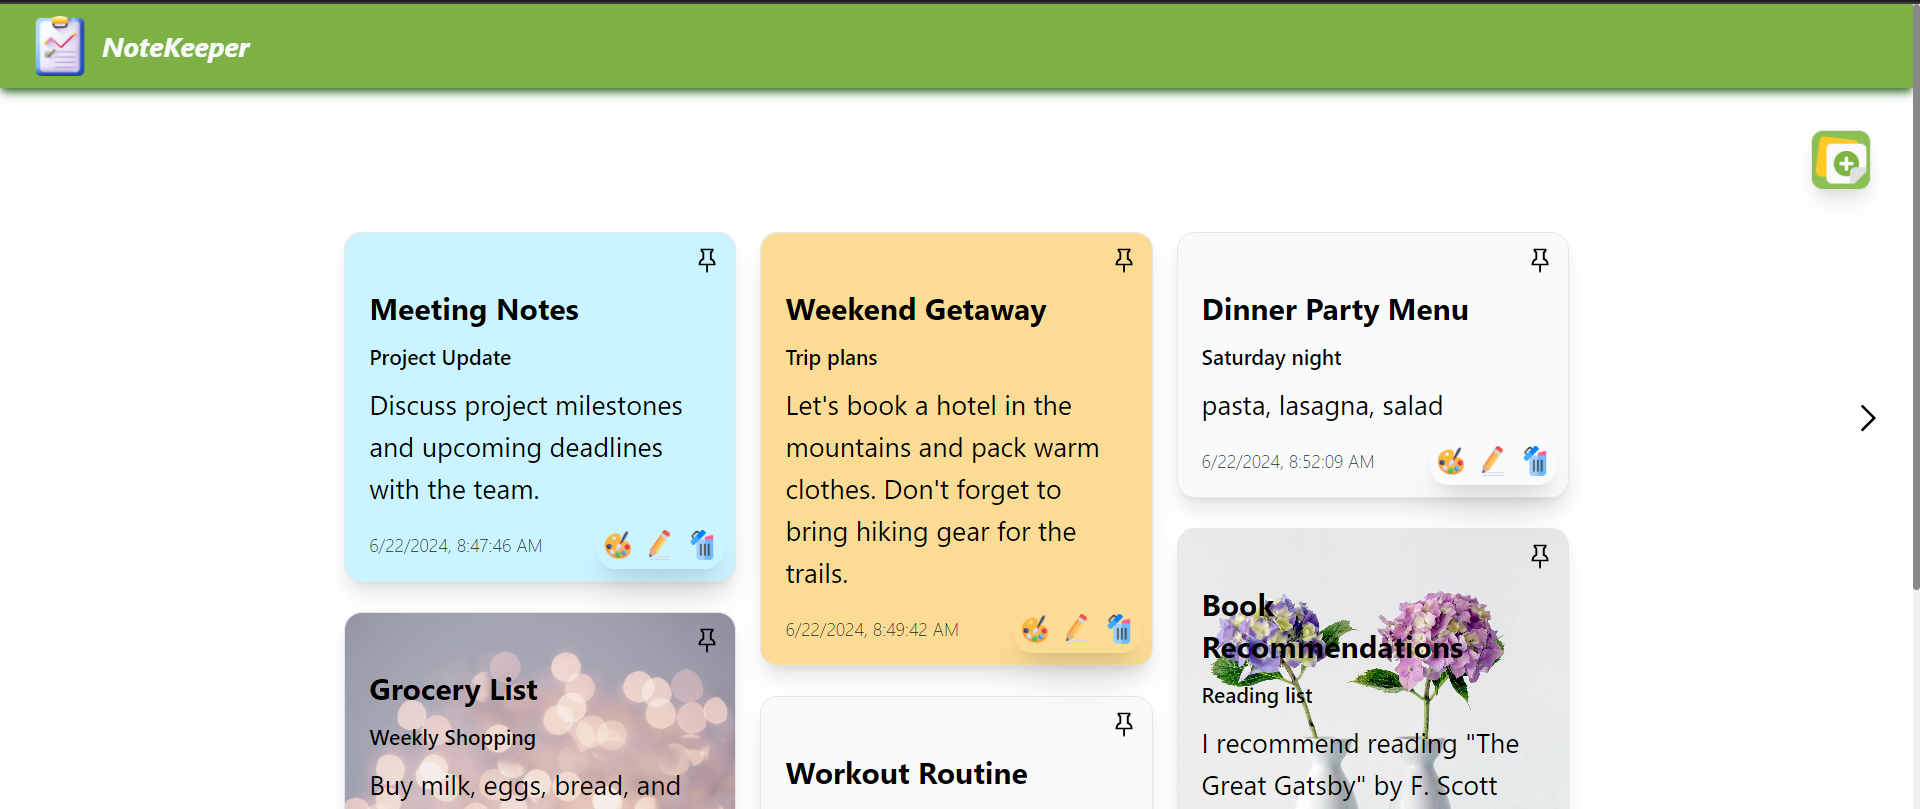 NoteKeeper
Meeting Notes
Project Update
Discuss project milestones
and upcoming deadlines
with the team.
6/22/2024, 8:47:46 AM
Grocery List
Weekly Shopping
Buy milk, eggs, bread, and
Weekend Getaway
Trip plans
Let's book a hotel in the
mountains and pack warm
clothes. Don't forget to
bring hiking gear for the
trails.
6/22/2024, 8:49:42 AM
Workout Routine
Dinner Party Menu
Saturday night
pasta, lasagna, salad
6/22/2024, 8:52:09 AM
Book
Recommendations
Reading list
I recommend reading "The
Great Gatsby" by F. Scott